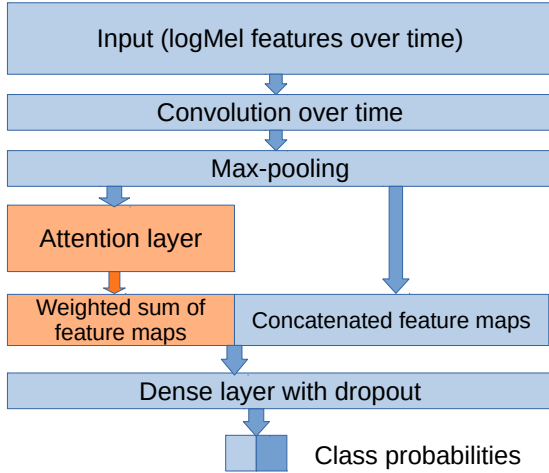 Input (logMel features over time)
Convolution over time
Max-pooling
Attention layer
Weighted sum of
feature maps
Concatenated feature maps
Dense layer with dropout
Class probabilities